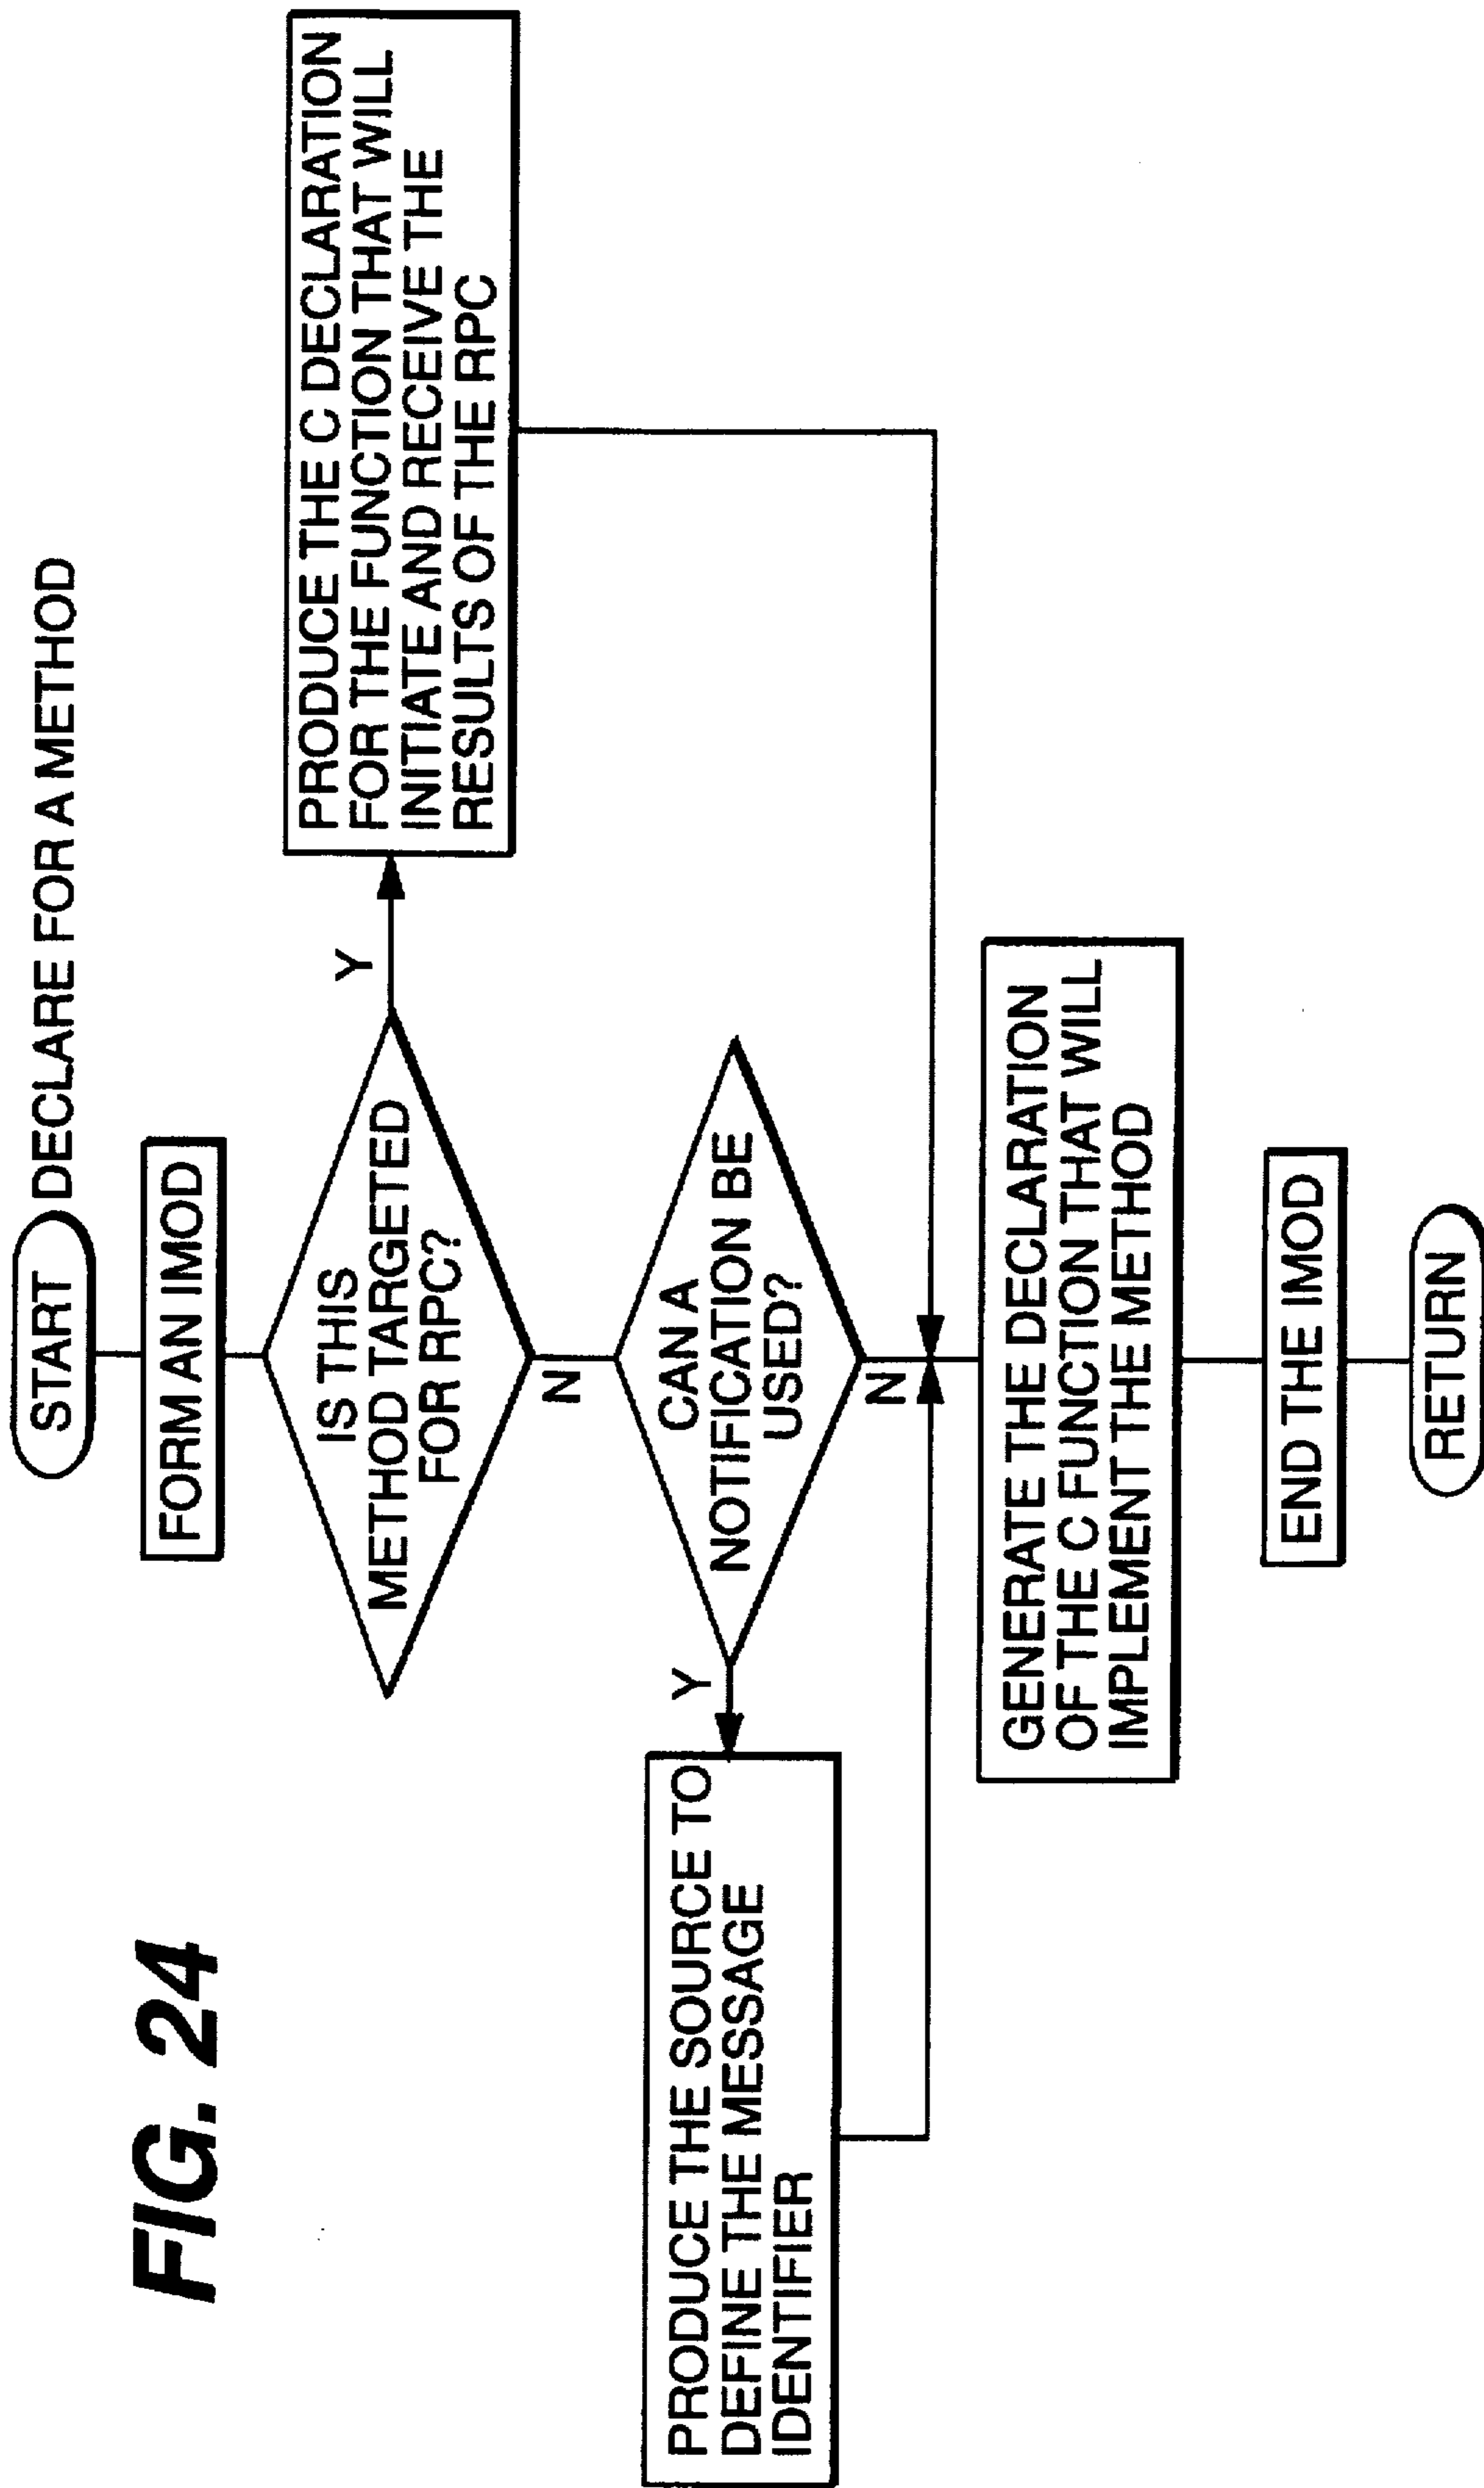 FIG. 24
START
DECLARE FOR A METHOD
FORM AN IMOD
IS THIS
METHOD TARGETED
FOR RPC?
Y
PRODUCE THE C DECLARATION
FOR THE FUNCTION THAT WILL
INITIATE AND RECEIVE THE
RESULTS OF THE RPC
N
CAN A
NOTIFICATION BE
USED?
Y
PRODUCE THE SOURCE TO
DEFINE THE MESSAGE
IDENTIFIER
N
GENERATE THE DECLARATION
OF THE C FUNCTION THAT WILL
IMPLEMENT THE METHOD
END THE IMOD
RETURN